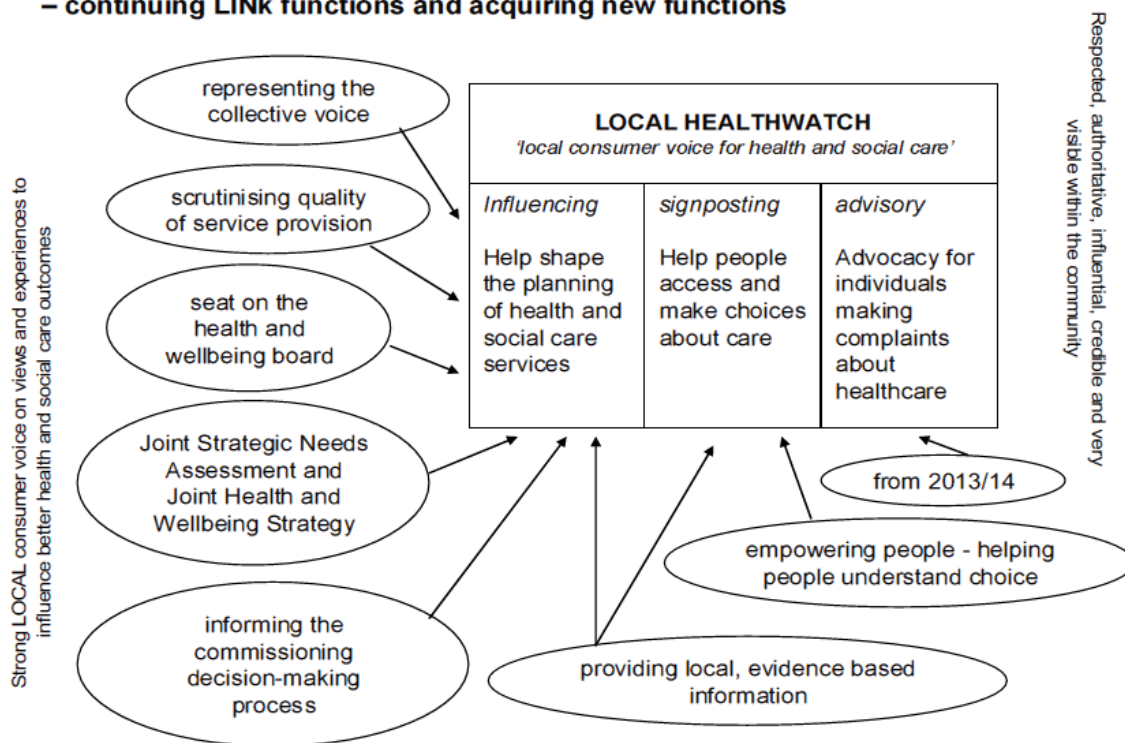 – continuing LINk functions and acquiring new functions
Strong LOCAL consumer voice on views and experiences to
influence better health and social care outcomes
representing the
collective voice
scrutinising quality
of service provision
seat on the
health and
wellbeing board
Joint Strategic Needs
Assessment and
Joint Health and
Wellbeing Strategy
informing the
commissioning
decision-making
process
LOCAL HEALTHWATCH
'local consumer voice for health and social care'
Influencing
Help shape
the planning
of health and
social care
services
signposting
Help people
access and
make choices
about care
advisory
Advocacy for
individuals
making
complaints
about
healthcare
from 2013/14
empowering people - helping
people understand choice
providing local, evidence based
information
Respected, authoritative, influential, credible and very
visible within the community